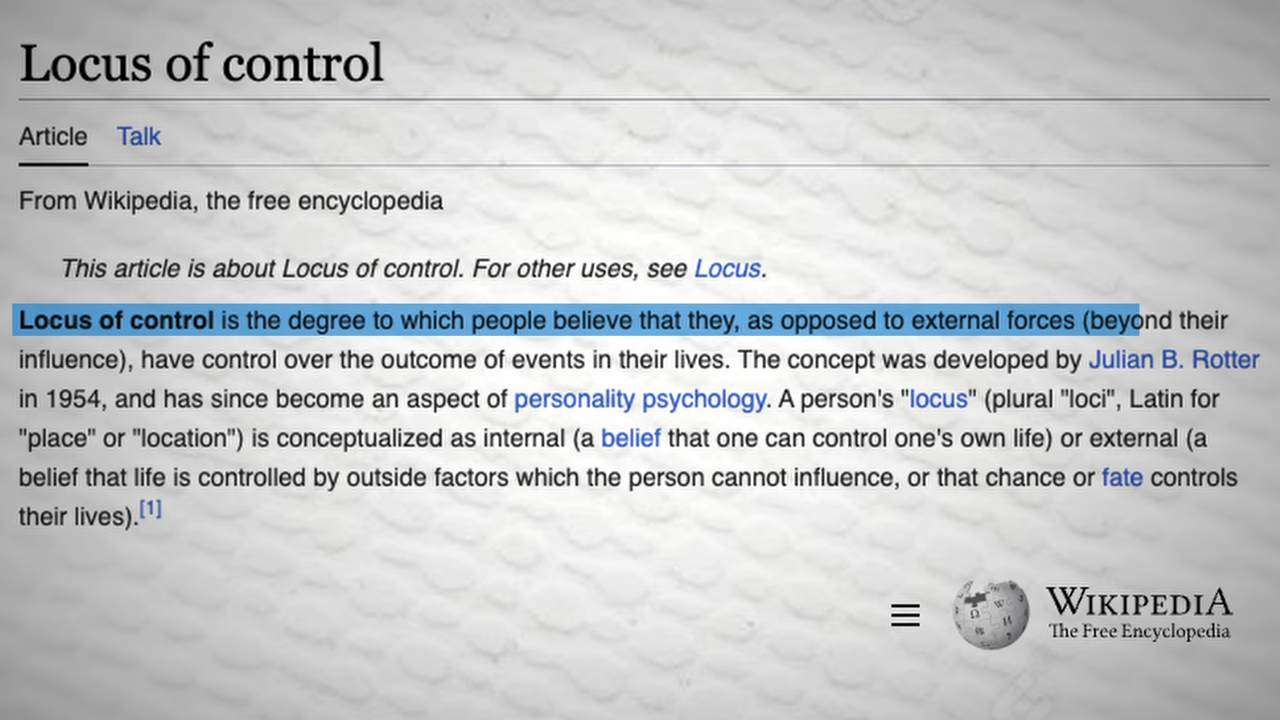 Locus of control
Article Talk
From Wikipedia, the free encyclopedia
This article is about Locus of control. For other uses, see Locus.
Locus of control is the degree to which people believe that they, as opposed to external forces (beyond their
influence), have control over the outcome of events in their lives. The concept was developed by Julian B. Rotter
in 1954, and has since become an aspect of personality psychology. A person's "locus" (plural "loci", Latin for
"place" or "location") is conceptualized as internal (a belief that one can control one's own life) or external (a
belief that life is controlled by outside factors which the person cannot influence, or that chance or fate controls
their lives).[1]
WIKIPEDIA
The Free Encyclopedia